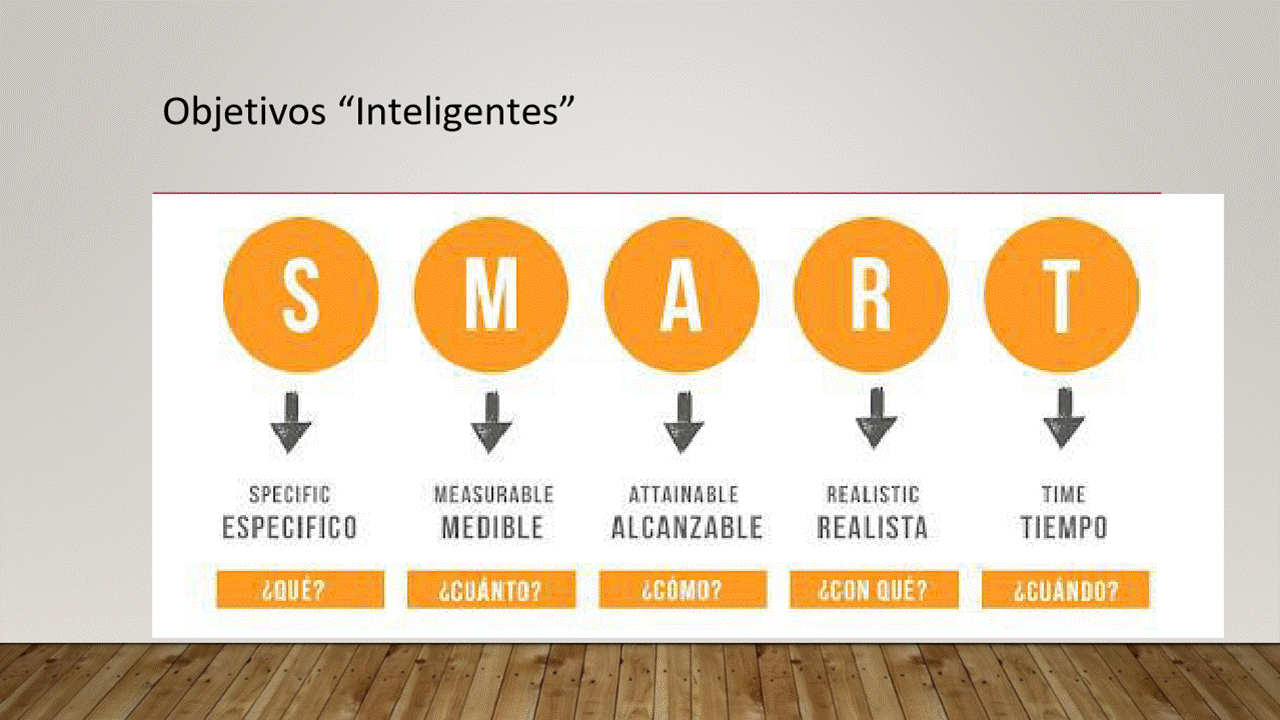 Objetivos “Inteligentes”
S M A R T
SPECIFIC MEASURABLE ATTAINABLE REALISTIC TIME
ESPECIFICO MEDIBLE ALCANZABLE REALISTA TIEMPO
¿QUÉ? ¿CUÁNTO? ¿CÓMO? ¿CON QUÉ? ¿CUÁNDO?